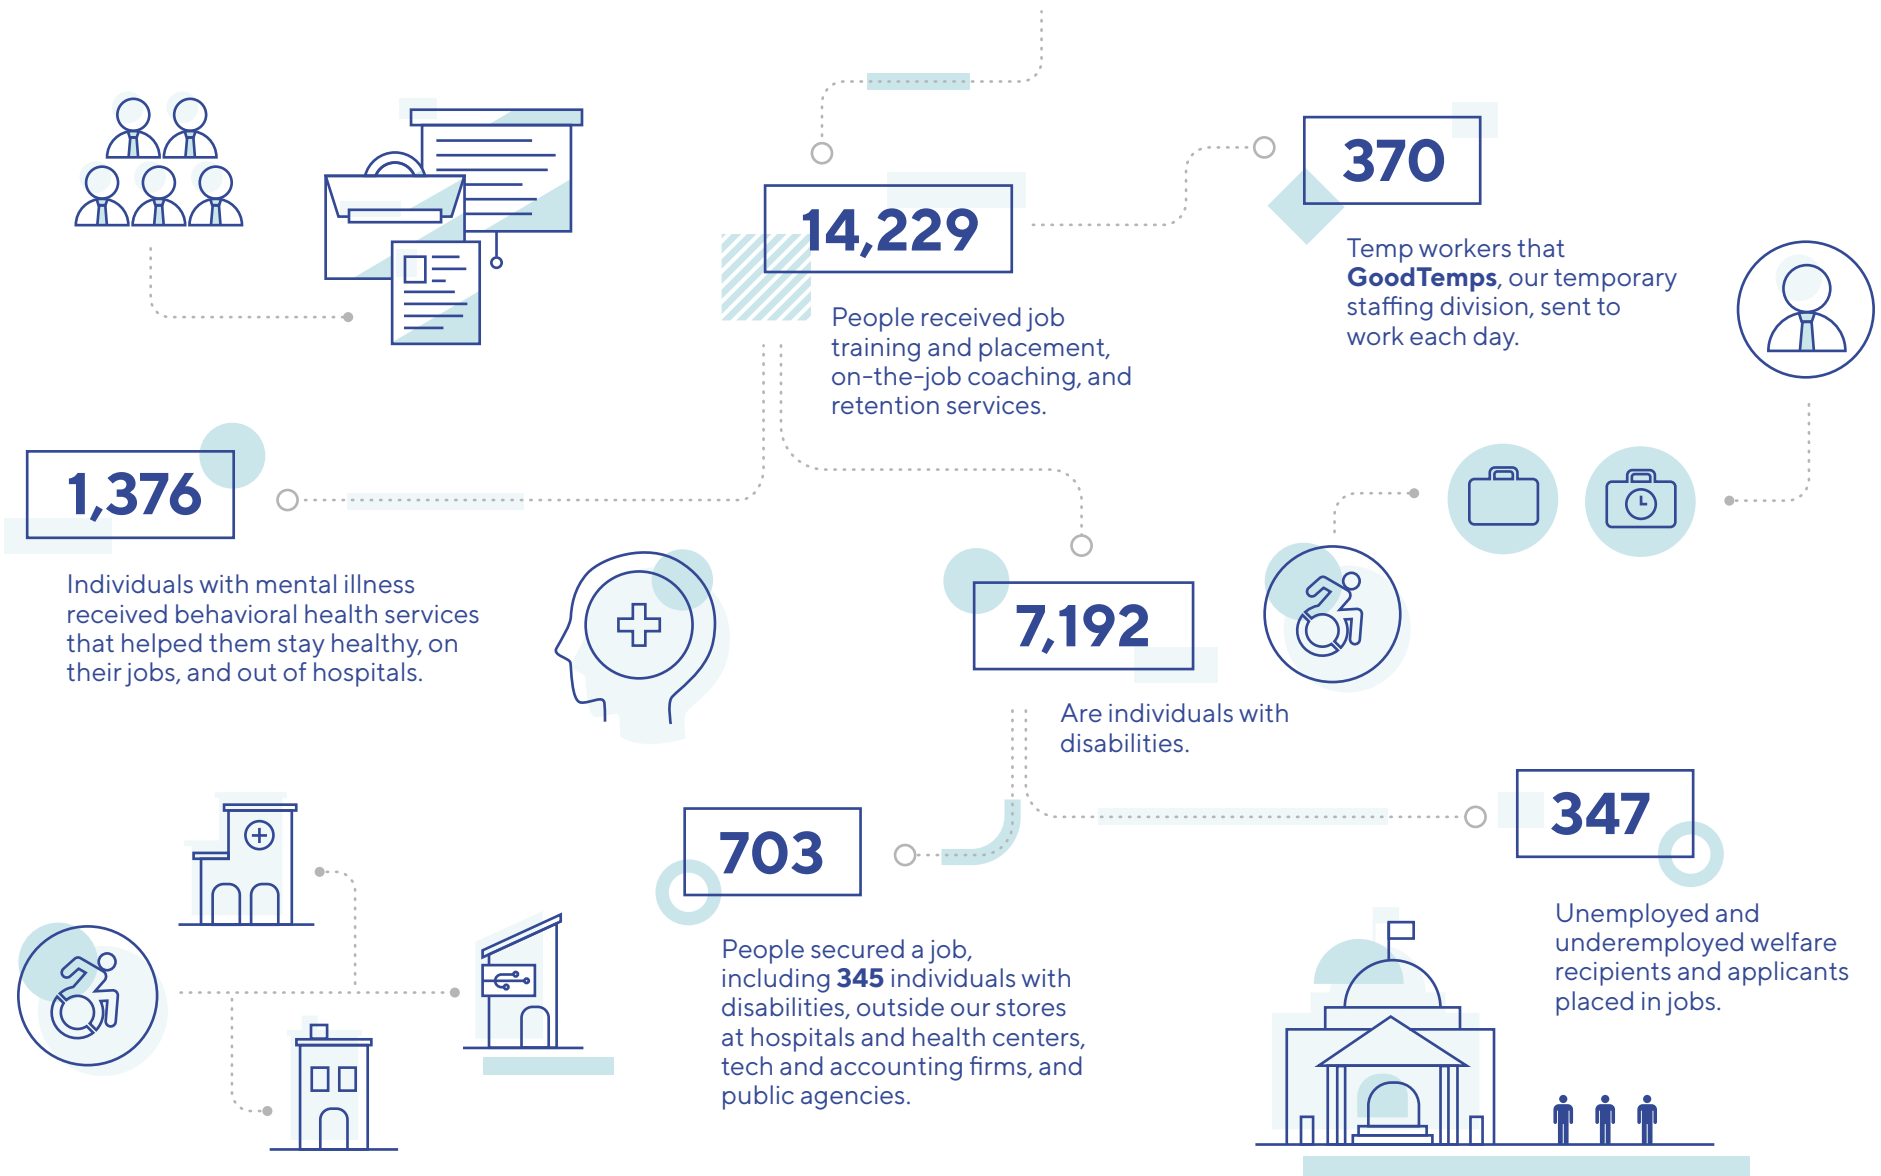 14,229
People received job
training and placement,
on-the-job coaching, and
retention services.
370
Temp workers that
GoodTemps, our temporary
staffing division, sent to
work each day.
1,376
Individuals with mental illness
received behavioral health services
that helped them stay healthy, on
their jobs, and out of hospitals.
7,192
Are individuals with
disabilities.
703
People secured a job,
including 345 individuals with
disabilities, outside our stores
at hospitals and health centers,
tech and accounting firms, and
public agencies.
347
Unemployed and
underemployed welfare
recipients and applicants
placed in jobs.